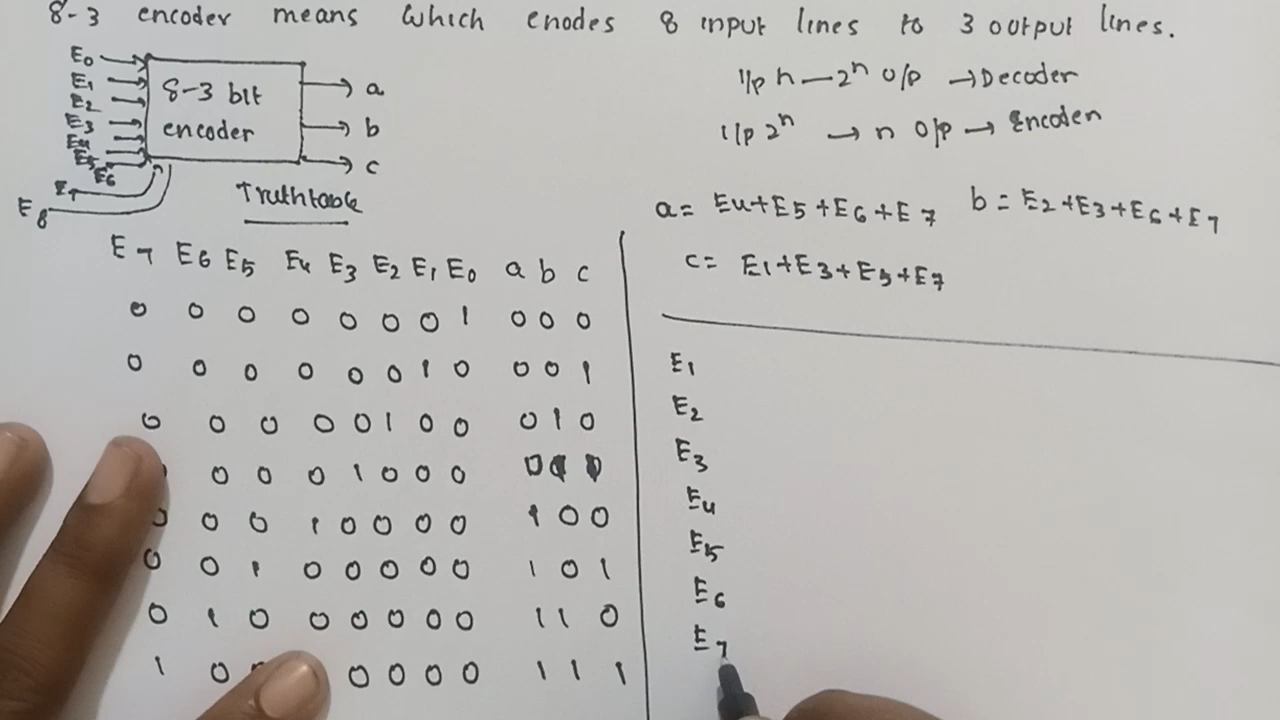 8-3 encoder means which enodes 8 input lines to 3 output lines.
E0
E1
E2
E3
E4
E5
E6
E7
E8
8-3 bit
encoder
a
b
c
I/p n — 2^n o/p → Decoder
I/p 2^n → n o/p → Encoder
a = E4+E5+E6+E7 b = E2+E3+E6+E7
c = E1+E3+E5+E7
Truthtable
E7 E6 E5 E4 E3 E2 E1 E0 a b c
0 0 0 0 0 0 0 1 0 0 0
0 0 0 0 0 0 1 0 0 0 1
0 0 0 0 0 1 0 0 0 1 0
0 0 0 1 0 0 0 0
0 0 0 1 0 0 0 0 1 0 0
0 0 1 0 0 0 0 0 1 0 1
0 1 0 0 0 0 0 0 1 1 0
1 0 0 0 0 0 1 1 1
E1
E2
E3
E4
E5
E6
E7